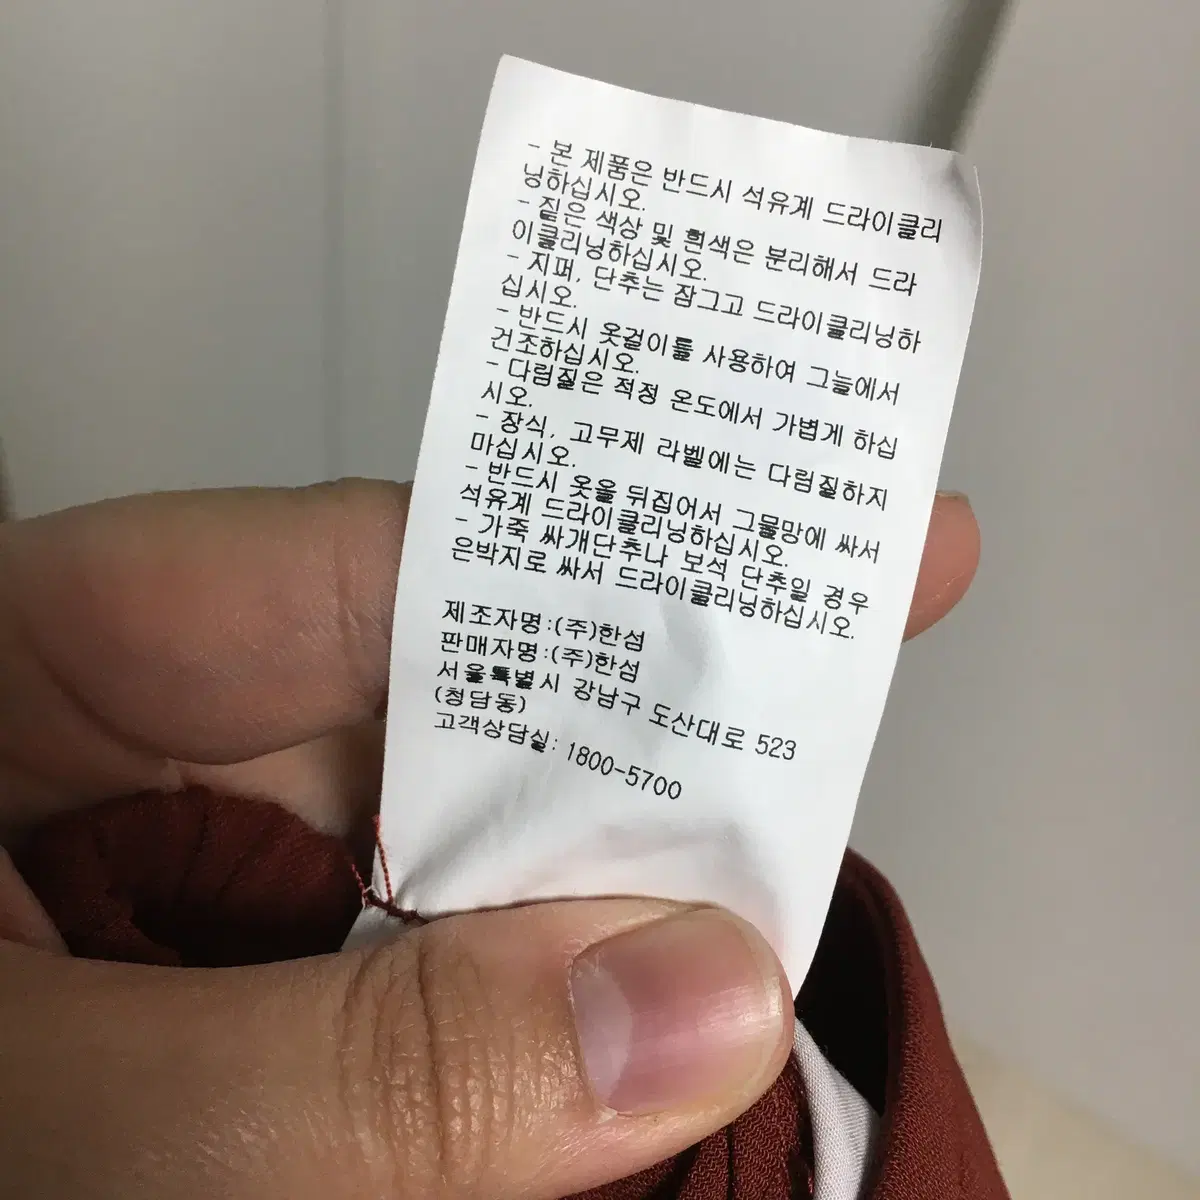 - 본 제품은 반드시 석유계 드라이클리
닝하십시오.
- 짙은 색상 및 흰색은 분리해서 드라
이클리닝하십시오.
- 지퍼, 단추는 잠그고 드라이클리닝하
십시오.
- 반드시 옷걸이를 사용하여 그늘에서
건조하십시오.
- 다림질은 적정 온도에서 가볍게 하십
시오.
- 장식, 고무제 라벨에는 다림질하지
마십시오.
- 반드시 옷을 뒤집어서 그물망에 싸서
석유계 드라이클리닝하십시오.
- 가죽 싸개단추나 보석 단추일 경우
은박지로 싸서 드라이클리닝하십시오.
제조자명:(주)한섬
판매자명:(주)한섬
서울특별시 강남구 도산대로 523
(청담동)
고객상담실: 1800-5700